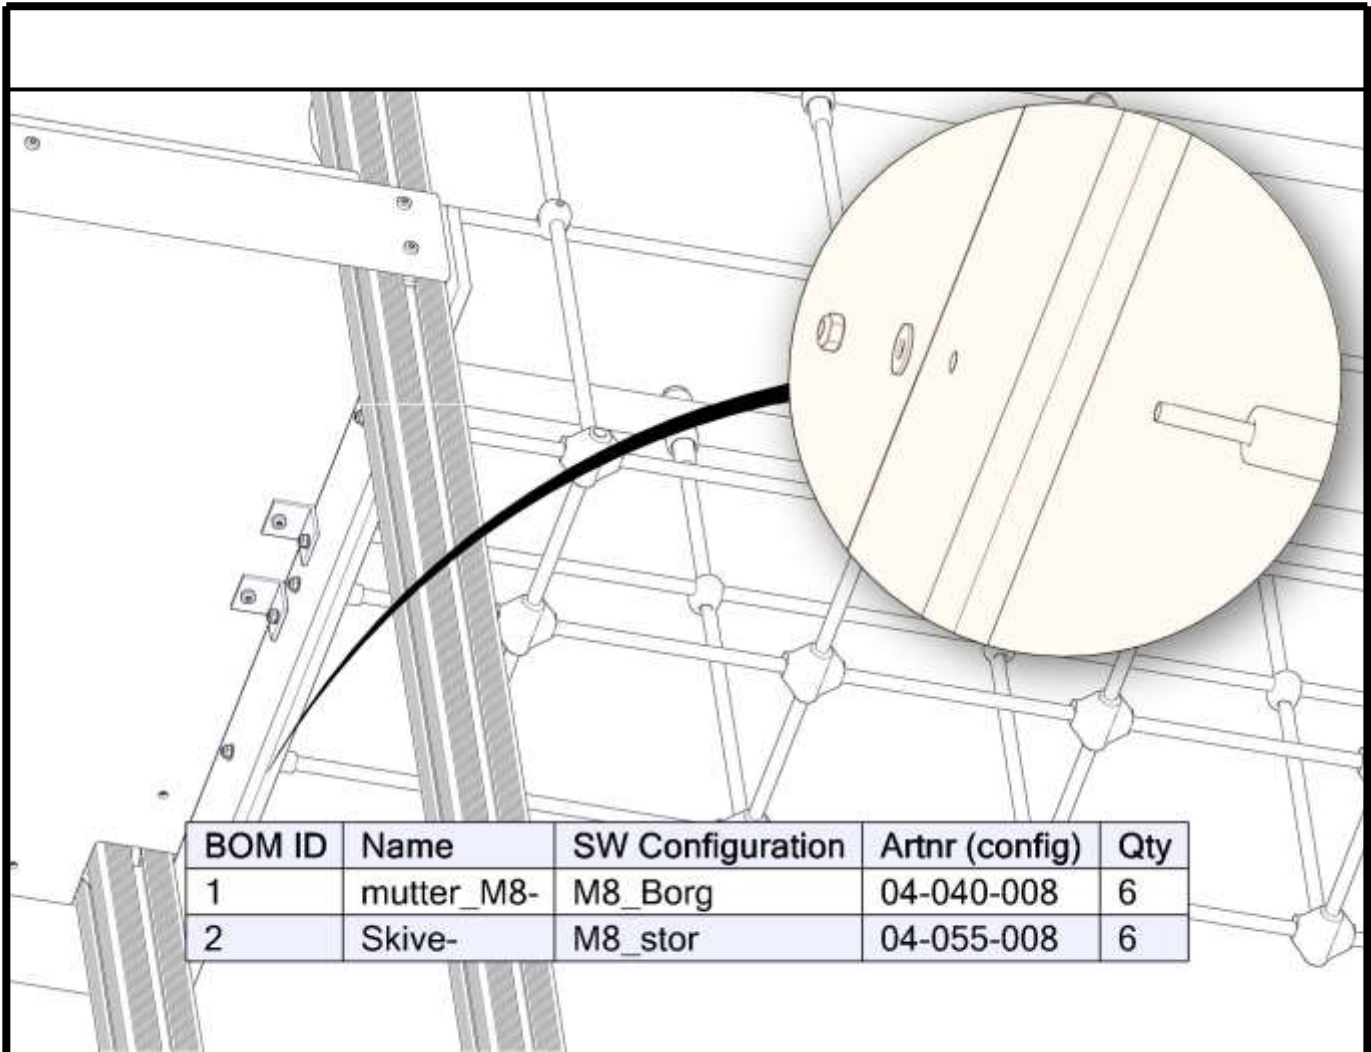 BOM ID Name SW Configuration Artnr (config) Qty
1 mutter_M8- M8_Borg 04-040-008 6
2 Skive- M8_stor 04-055-008 6